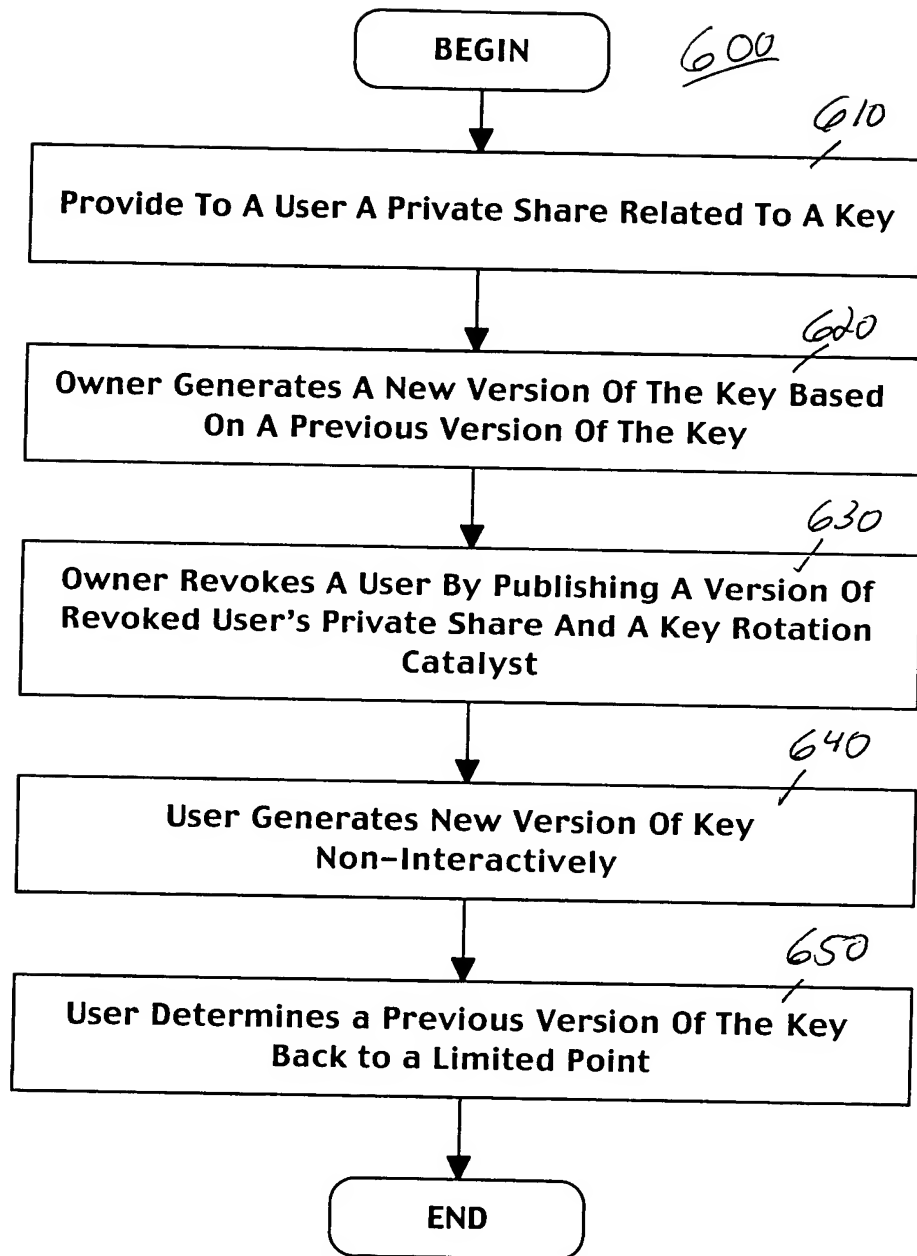 BEGIN
600
610
Provide To A User A Private Share Related To A Key
620
Owner Generates A New Version Of The Key Based
On A Previous Version Of The Key
630
Owner Revokes A User By Publishing A Version Of
Revoked User's Private Share And A Key Rotation
Catalyst
640
User Generates New Version Of Key
Non-Interactively
650
User Determines a Previous Version Of The Key
Back to a Limited Point
END